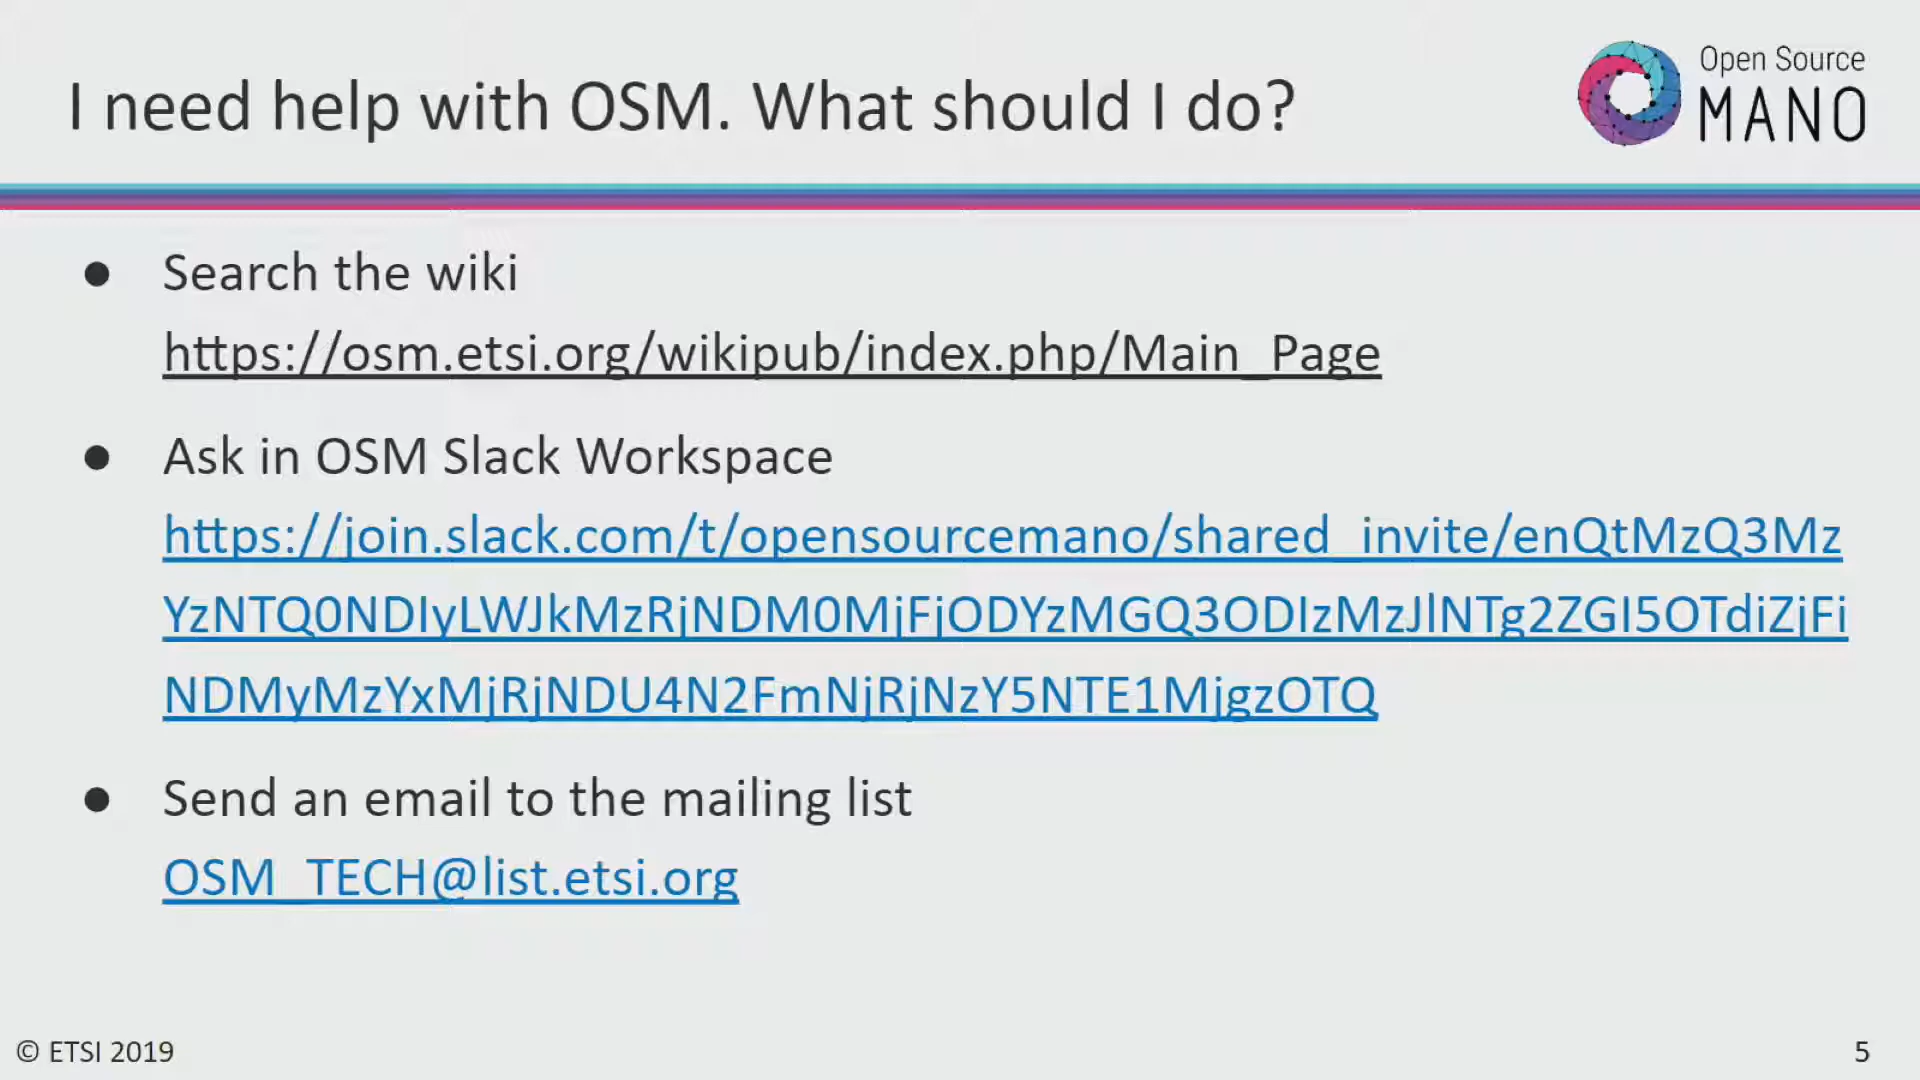 I need help with OSM. What should I do?
Open Source
MANO
● Search the wiki
https://osm.etsi.org/wikipub/index.php/Main_Page
● Ask in OSM Slack Workspace
https://join.slack.com/t/opensourcemano/shared_invite/enQtMzQ3Mz
YzNTQ0NDIyLWJkMzRjNDM0MjFjODYzMGQ3ODIzMzJlNTg2ZGI5OTdiZjFi
NDMyMzYxMjRjNDU4N2FmNjRjNzY5NTE1MjgzOTQ
● Send an email to the mailing list
OSM_TECH@list.etsi.org
© ETSI 2019
5